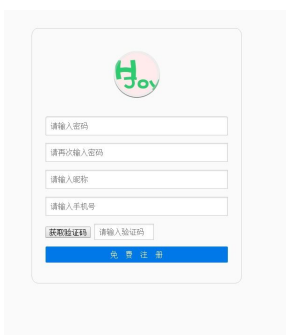 HJoy
请输入密码
请再次输入密码
请输入昵称
请输入手机号
获取验证码 请输入验证码
免 费 注 册